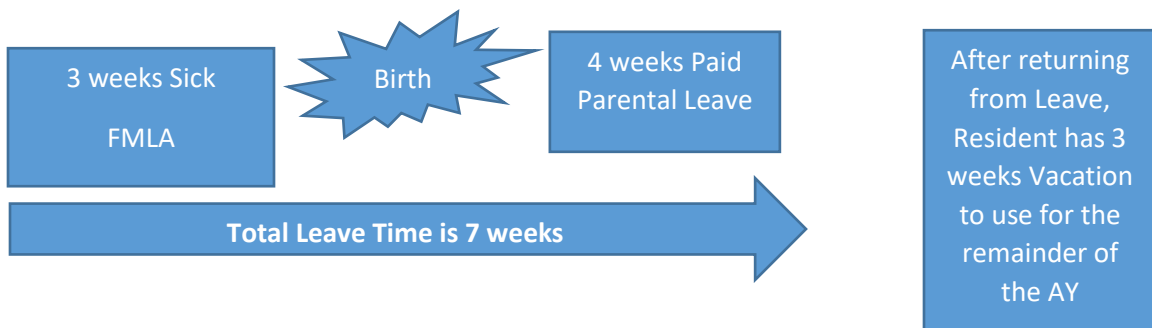 3 weeks Sick
FMLA
Birth
4 weeks Paid
Parental Leave
After returning
from Leave,
Resident has 3
weeks Vacation
to use for the
remainder of
the AY
Total Leave Time is 7 weeks